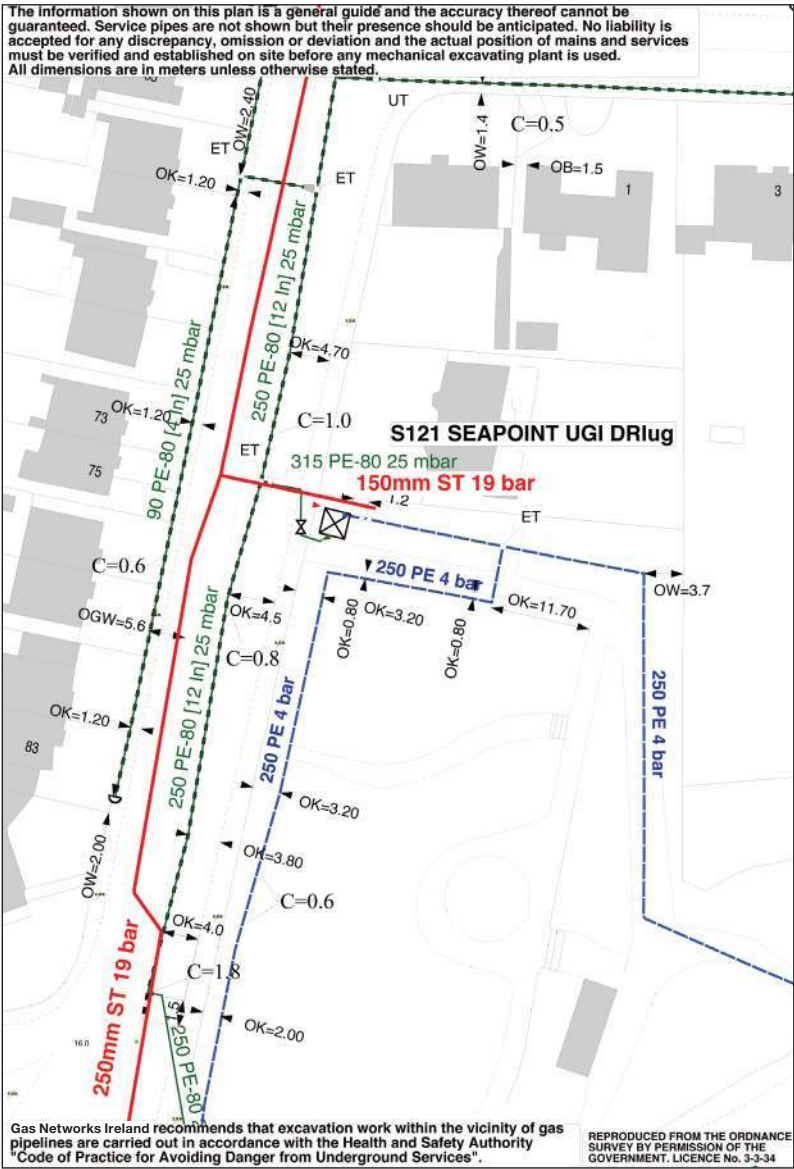 The information shown on this plan is a general guide and the accuracy thereof cannot be
guaranteed. Service pipes are not shown but their presence should be anticipated. No liability is
accepted for any discrepancy, omission or deviation and the actual position of mains and services
must be verified and established on site before any mechanical excavating plant is used.
All dimensions are in meters unless otherwise stated.
UT
OW=2.40
OW=1.4
C=0.5
ET
OB=1.5
OK=1.20
ET
1
3
250 PE-80 [12 In] 25 mbar
OK=4.70
90 PE-80 [4 In] 25 mbar
OK=1.20
73
C=1.0
S121 SEAPOINT UGI DRIug
ET
315 PE-80 25 mbar
75
150mm ST 19 bar
1.2
ET
C=0.6
250 PE 4 bar
OW=3.7
OK=4.5
OK=0.80
OK=3.20
OK=0.80
OK=11.70
OGW=5.6
C=0.8
250 PE-80 [12 In] 25 mbar
250 PE 4 bar
250 PE 4 bar
OK=1.20
83
OK=3.20
OW=2.00
OK=3.80
C=0.6
OK=4.0
250mm ST 19 bar
C=1.8
1.5
OK=2.00
16.0
250 PE-80
Gas Networks Ireland recommends that excavation work within the vicinity of gas
pipelines are carried out in accordance with the Health and Safety Authority
"Code of Practice for Avoiding Danger from Underground Services".
REPRODUCED FROM THE ORDNANCE
SURVEY BY PERMISSION OF THE
GOVERNMENT. LICENCE No. 3-3-34